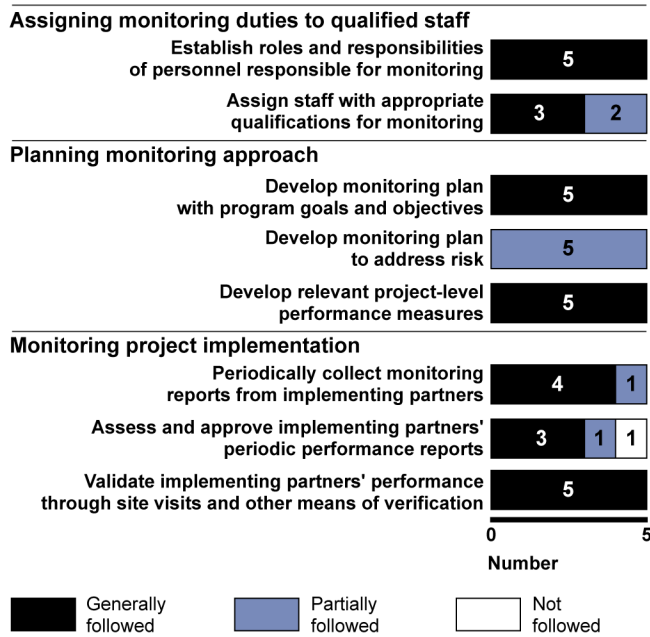 Assigning monitoring duties to qualified staff
Establish roles and responsibilities
of personnel responsible for monitoring
5
Assign staff with appropriate
qualifications for monitoring
3 2
Planning monitoring approach
Develop monitoring plan
with program goals and objectives
5
Develop monitoring plan
to address risk
5
Develop relevant project-level
performance measures
5
Monitoring project implementation
Periodically collect monitoring
reports from implementing partners
4 1
Assess and approve implementing partners'
periodic performance reports
3 1 1
Validate implementing partners' performance
through site visits and other means of verification
5
0 5
Number
Generally
followed
Partially
followed
Not
followed